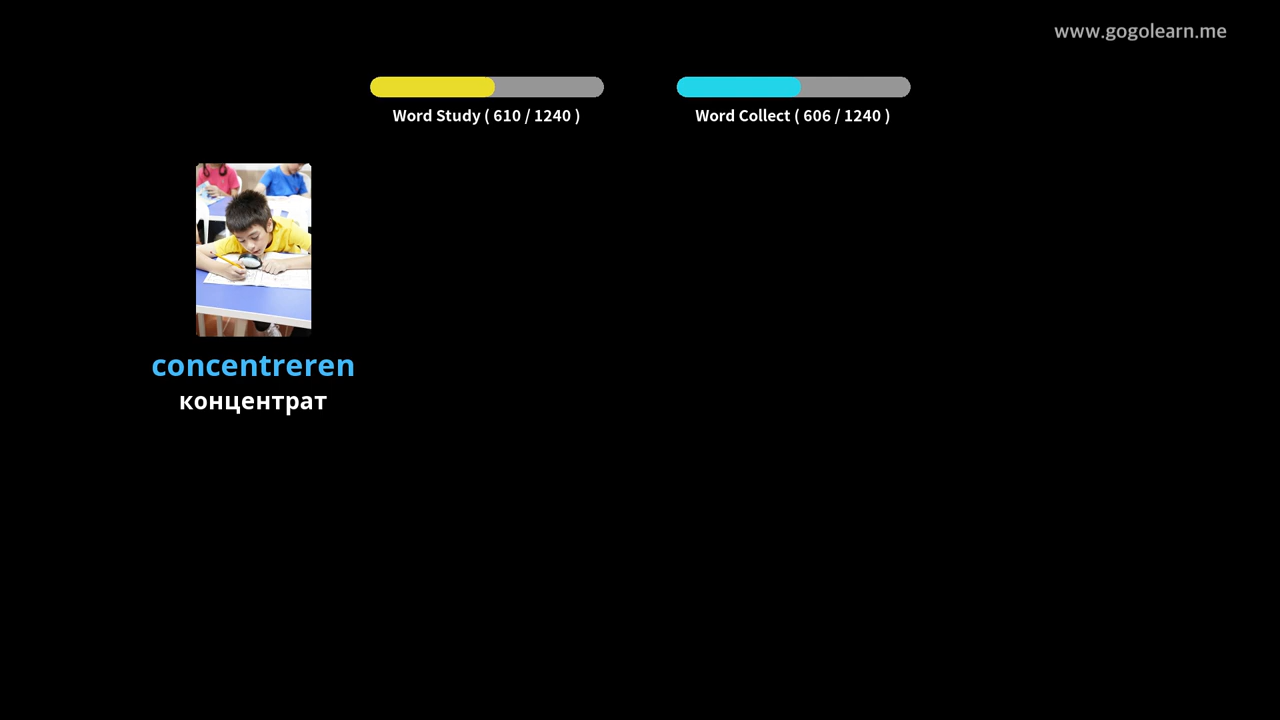 www.gogolearn.me
Word Study ( 610 / 1240 )
Word Collect ( 606 / 1240 )
concentreren
концентрат